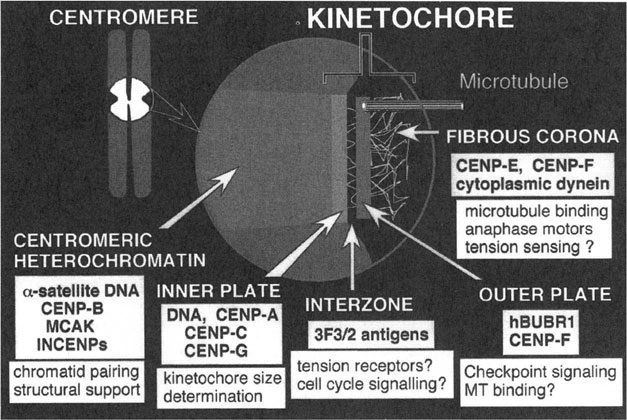 CENTROMERE
KINETOCHORE
Microtubule
FIBROUS CORONA
CENP-E, CENP-F
cytoplasmic dynein
microtubule binding
anaphase motors
tension sensing ?
CENTROMERIC
HETEROCHROMATIN
α-satellite DNA
CENP-B
MCAK
INCENPs
chromatid pairing
structural support
INNER PLATE
DNA, CENP-A
CENP-C
CENP-G
kinetochore size
determination
INTERZONE
3F3/2 antigens
tension receptors?
cell cycle signalling?
OUTER PLATE
hBUBR1
CENP-F
Checkpoint signaling
MT binding?